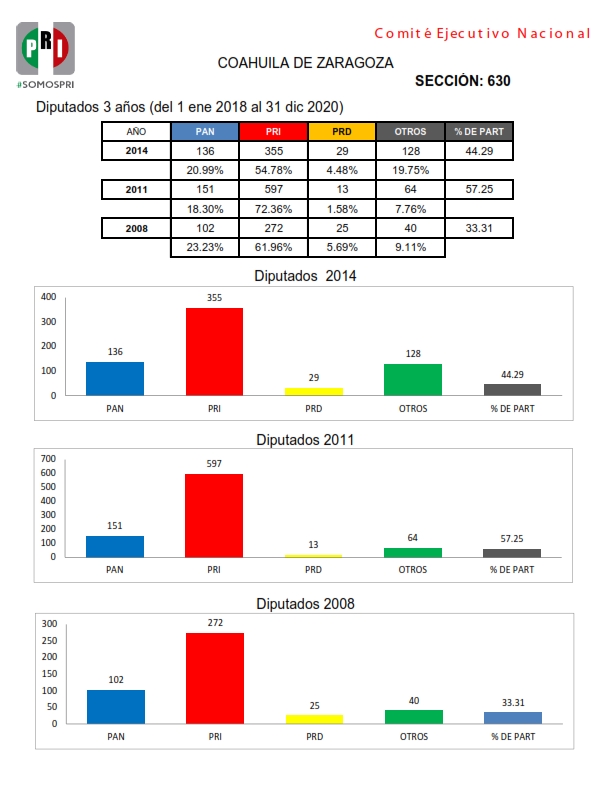 Comité Ejecutivo Nacional
PRI
#SOMOSPRI
COAHUILA DE ZARAGOZA
SECCIÓN: 630
Diputados 3 años (del 1 ene 2018 al 31 dic 2020)
AÑO PAN PRI PRD OTROS % DE PART
2014 136 355 29 128 44.29
20.99% 54.78% 4.48% 19.75%
2011 151 597 13 64 57.25
18.30% 72.36% 1.58% 7.76%
2008 102 272 25 40 33.31
23.23% 61.96% 5.69% 9.11%
Diputados 2014
400
300
200
100
0
136 355 29 128 44.29
PAN PRI PRD OTROS % DE PART
Diputados 2011
700
600
500
400
300
200
100
0
151 597 13 64 57.25
PAN PRI PRD OTROS % DE PART
Diputados 2008
300
250
200
150
100
50
0
102 272 25 40 33.31
PAN PRI PRD OTROS % DE PART